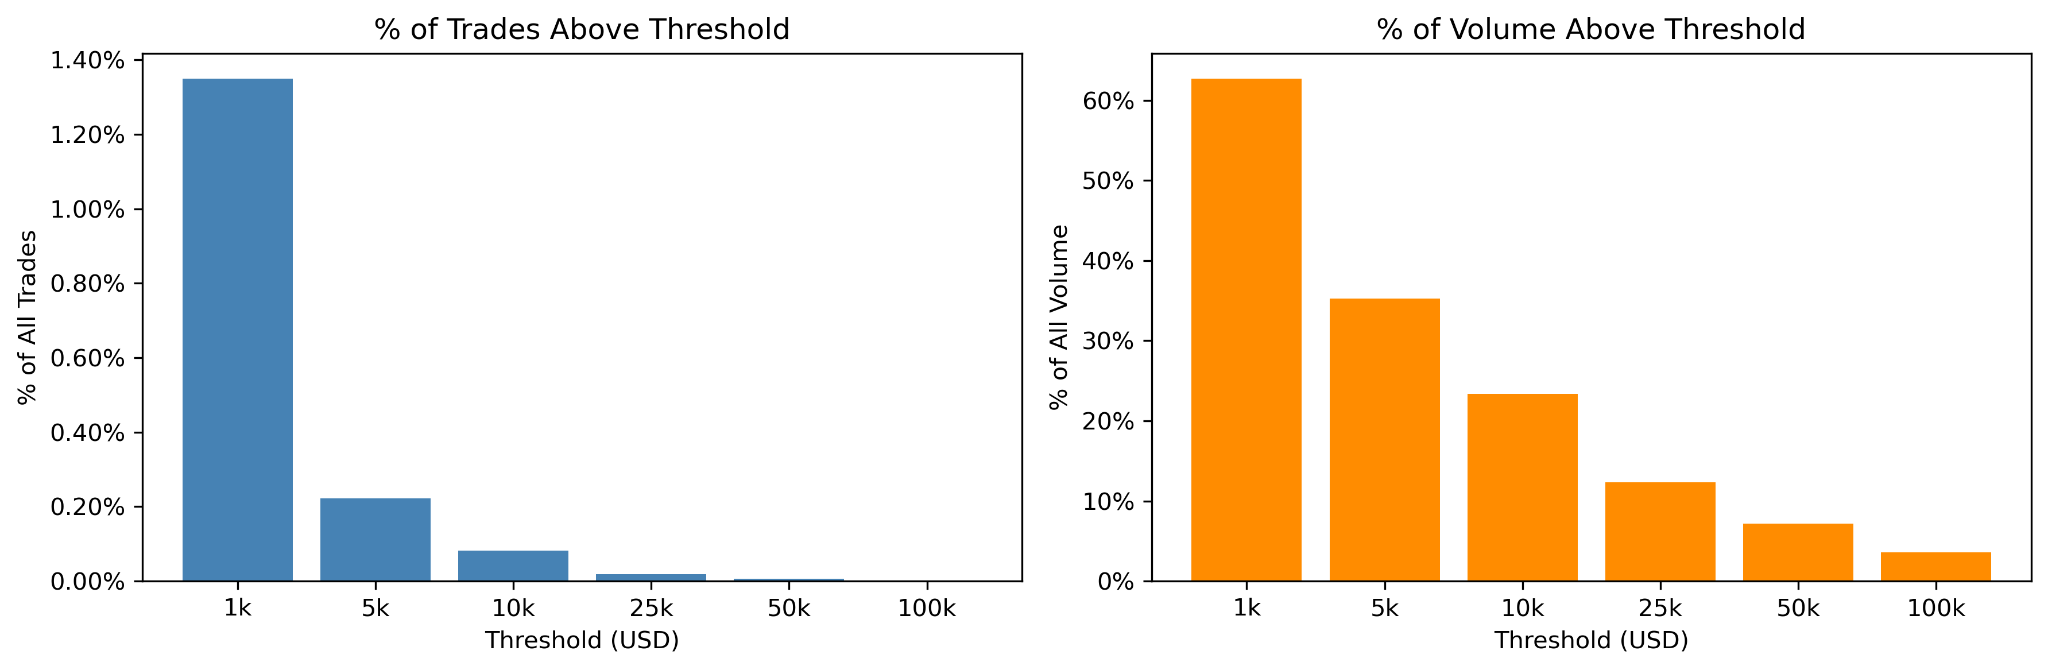 % of Trades Above Threshold
% of All Trades
1.40%
1.20%
1.00%
0.80%
0.60%
0.40%
0.20%
0.00%
1k 5k 10k 25k 50k 100k
Threshold (USD)
% of Volume Above Threshold
% of All Volume
60%
50%
40%
30%
20%
10%
0%
1k 5k 10k 25k 50k 100k
Threshold (USD)